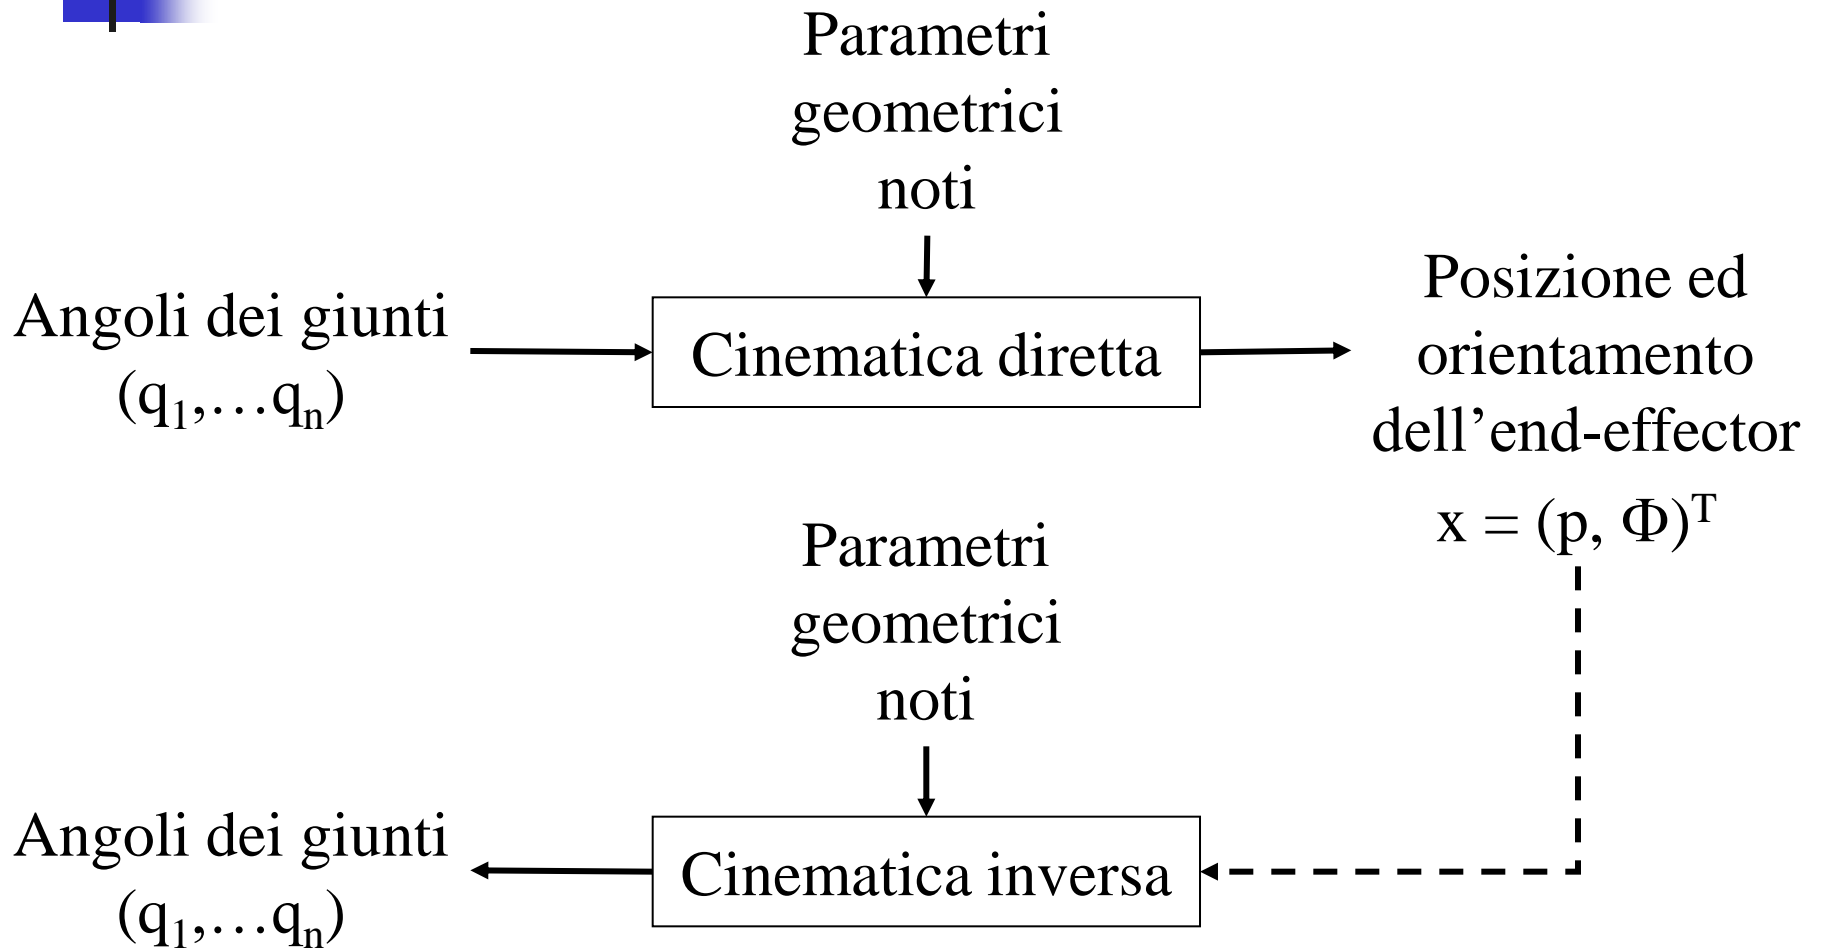 Parametri
geometrici
noti
Angoli dei giunti
(q₁,…qₙ)
Cinematica diretta
Posizione ed
orientamento
dell’end-effector
x = (p, Φ)ᵀ
Parametri
geometrici
noti
Angoli dei giunti
(q₁,…qₙ)
Cinematica inversa